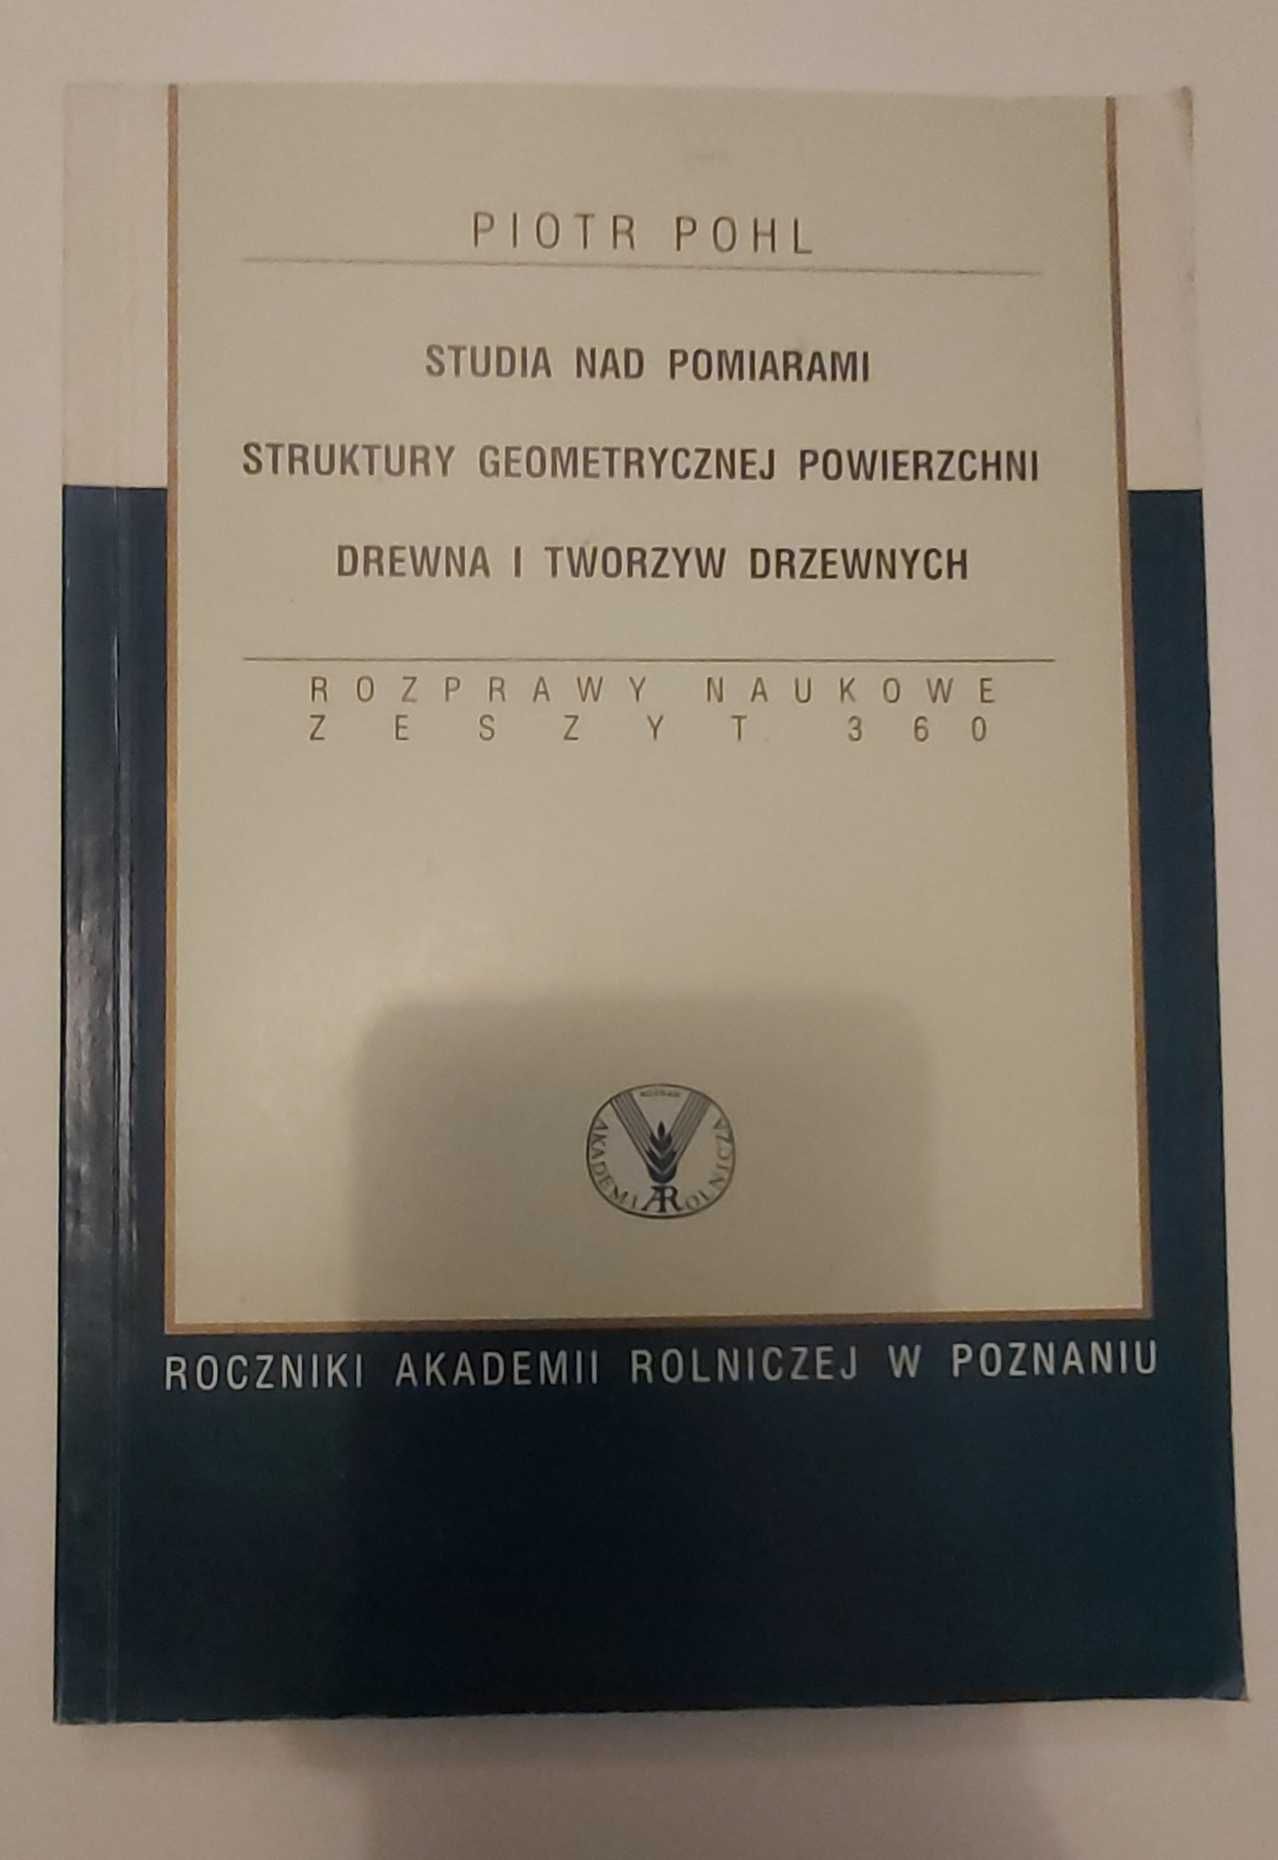 PIOTR POHL
STUDIA NAD POMIARAMI
STRUKTURY GEOMETRYCZNEJ POWIERZCHNI
DREWNA I TWORZYW DRZEWNYCH
ROZPRAWY NAUKOWE
ZESZYT 360
POZNAŃ
AKADEMIA ROLNICZA
AR
ROCZNIKI AKADEMII ROLNICZEJ W POZNANIU